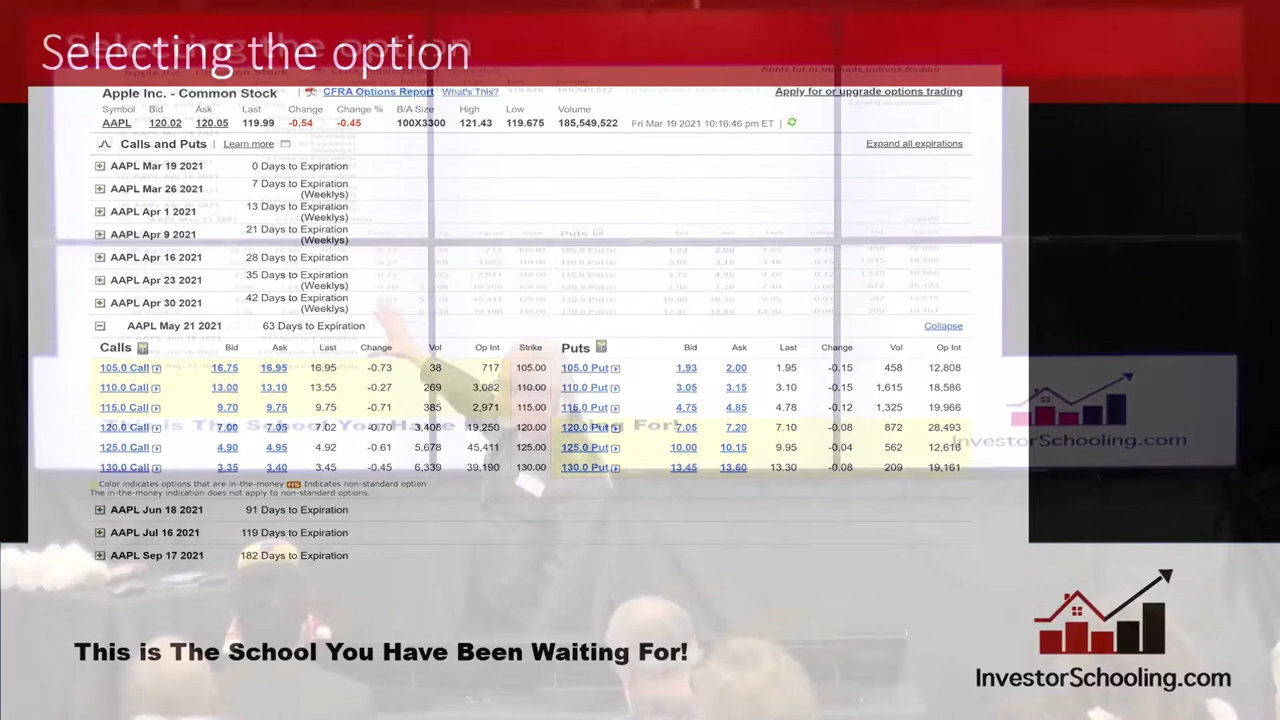 Selecting the option
Apple Inc. - Common Stock | CFRA Options Report What's This? Apply for or upgrade options trading
Symbol Bid Ask Last Change Change % B/A Size High Low Volume
AAPL 120.02 120.05 119.99 -0.54 -0.45 100X3300 121.43 119.675 185,549,522 Fri Mar 19 2021 10:16:46 pm ET |
Calls and Puts | Learn more Expand all expirations
AAPL Mar 19 2021 0 Days to Expiration
AAPL Mar 26 2021 7 Days to Expiration
(Weeklys)
AAPL Apr 1 2021 13 Days to Expiration
(Weeklys)
AAPL Apr 9 2021 21 Days to Expiration
(Weeklys)
AAPL Apr 16 2021 28 Days to Expiration
AAPL Apr 23 2021 35 Days to Expiration
(Weeklys)
AAPL Apr 30 2021 42 Days to Expiration
(Weeklys)
AAPL May 21 2021 63 Days to Expiration Collapse
Calls Bid Ask Last Change Vol Op Int Strike Puts Bid Ask Last Change Vol Op Int
105.0 Call 16.75 16.95 16.95 -0.73 38 717 105.00 105.0 Put 1.93 2.00 1.95 -0.15 458 12,808
110.0 Call 13.00 13.10 13.55 -0.27 269 3,082 110.00 110.0 Put 3.05 3.15 3.10 -0.15 1,615 18,586
115.0 Call 9.70 9.75 9.75 -0.71 385 2,971 115.00 115.0 Put 4.75 4.85 4.78 -0.12 1,325 19,966
120.0 Call 7.00 7.05 7.02 -0.70 3,408 19,250 120.00 120.0 Put 7.05 7.20 7.10 -0.08 872 28,493
125.0 Call 4.90 4.95 4.92 -0.61 5,678 45,411 125.00 125.0 Put 10.00 10.15 9.95 -0.04 562 12,616
130.0 Call 3.35 3.40 3.45 -0.45 6,339 39,190 130.00 130.0 Put 13.45 13.60 13.30 -0.08 209 19,161
Color indicates options that are in-the-money NS Indicates non-standard option
The in-the-money indication does not apply to non-standard options.
AAPL Jun 18 2021 91 Days to Expiration
AAPL Jul 16 2021 119 Days to Expiration
AAPL Sep 17 2021 182 Days to Expiration
InvestorSchooling.com
This is The School You Have Been Waiting For!
InvestorSchooling.com